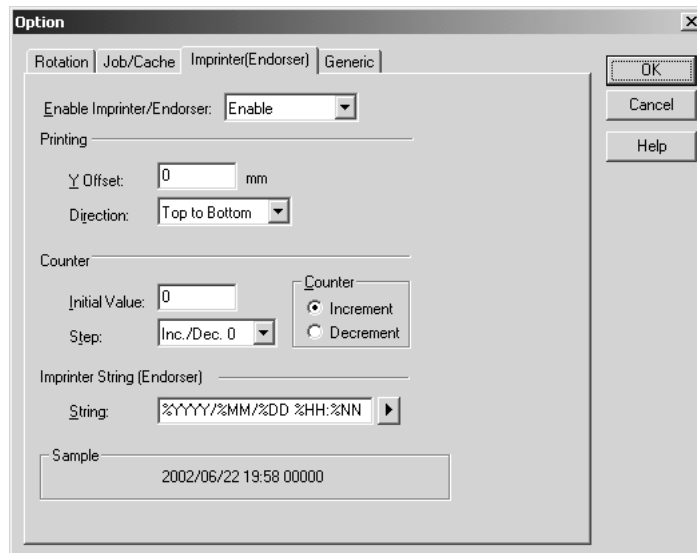 Option
Rotation Job/Cache Imprinter(Endorser) Generic
OK
Cancel
Help
Enable Imprinter/Endorser: Enable
Printing
Y Offset: 0 mm
Direction: Top to Bottom
Counter
Initial Value: 0
Step: Inc./Dec. 0
Counter
Increment
Decrement
Imprinter String (Endorser)
String: %YYYY/%MM/%DD %HH:%NN
Sample
2002/06/22 19:58 00000